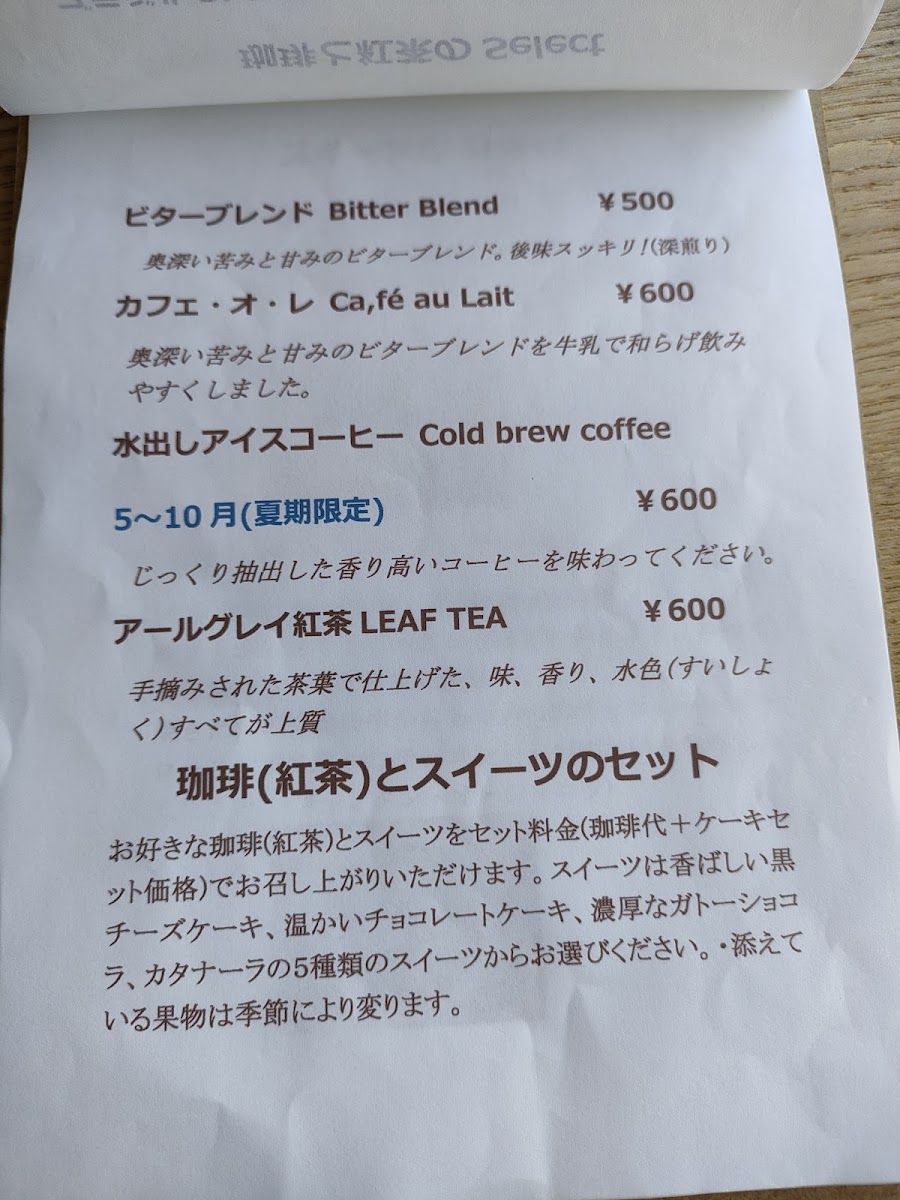 珈琲と紅茶の Select
ビターブレンド Bitter Blend ￥500
奥深い苦みと甘みのビターブレンド。後味スッキリ!(深煎り)
カフェ・オ・レ Ca,fé au Lait ￥600
奥深い苦みと甘みのビターブレンドを牛乳で和らげ飲み
やすくしました。
水出しアイスコーヒー Cold brew coffee
5～10 月(夏期限定) ￥600
じっくり抽出した香り高いコーヒーを味わってください。
アールグレイ紅茶 LEAF TEA ￥600
手摘みされた茶葉で仕上げた、味、香り、水色(すいしょ
く)すべてが上質
珈琲(紅茶)とスイーツのセット
お好きな珈琲(紅茶)とスイーツをセット料金(珈琲代＋ケーキセ
ット価格)でお召し上がりいただけます。スイーツは香ばしい黒
チーズケーキ、温かいチョコレートケーキ、濃厚なガトーショコ
ラ、カタナーラの5種類のスイーツからお選びください。・添えて
いる果物は季節により変ります。